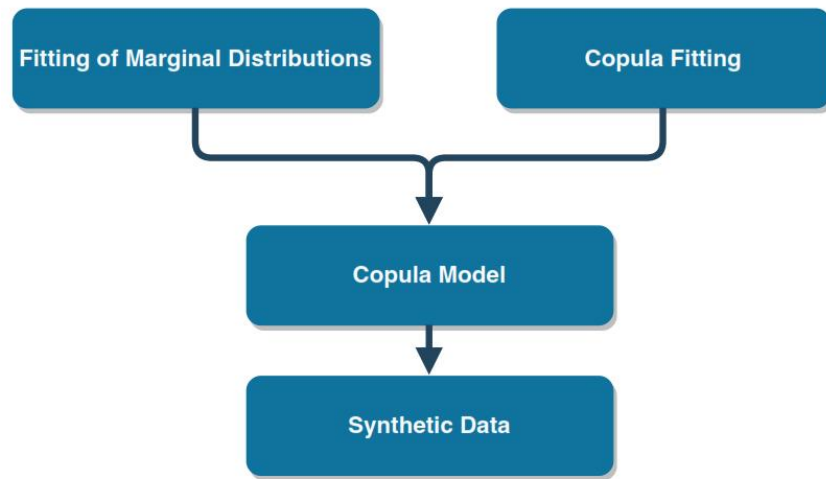 Fitting of Marginal Distributions
Copula Fitting
Copula Model
Synthetic Data